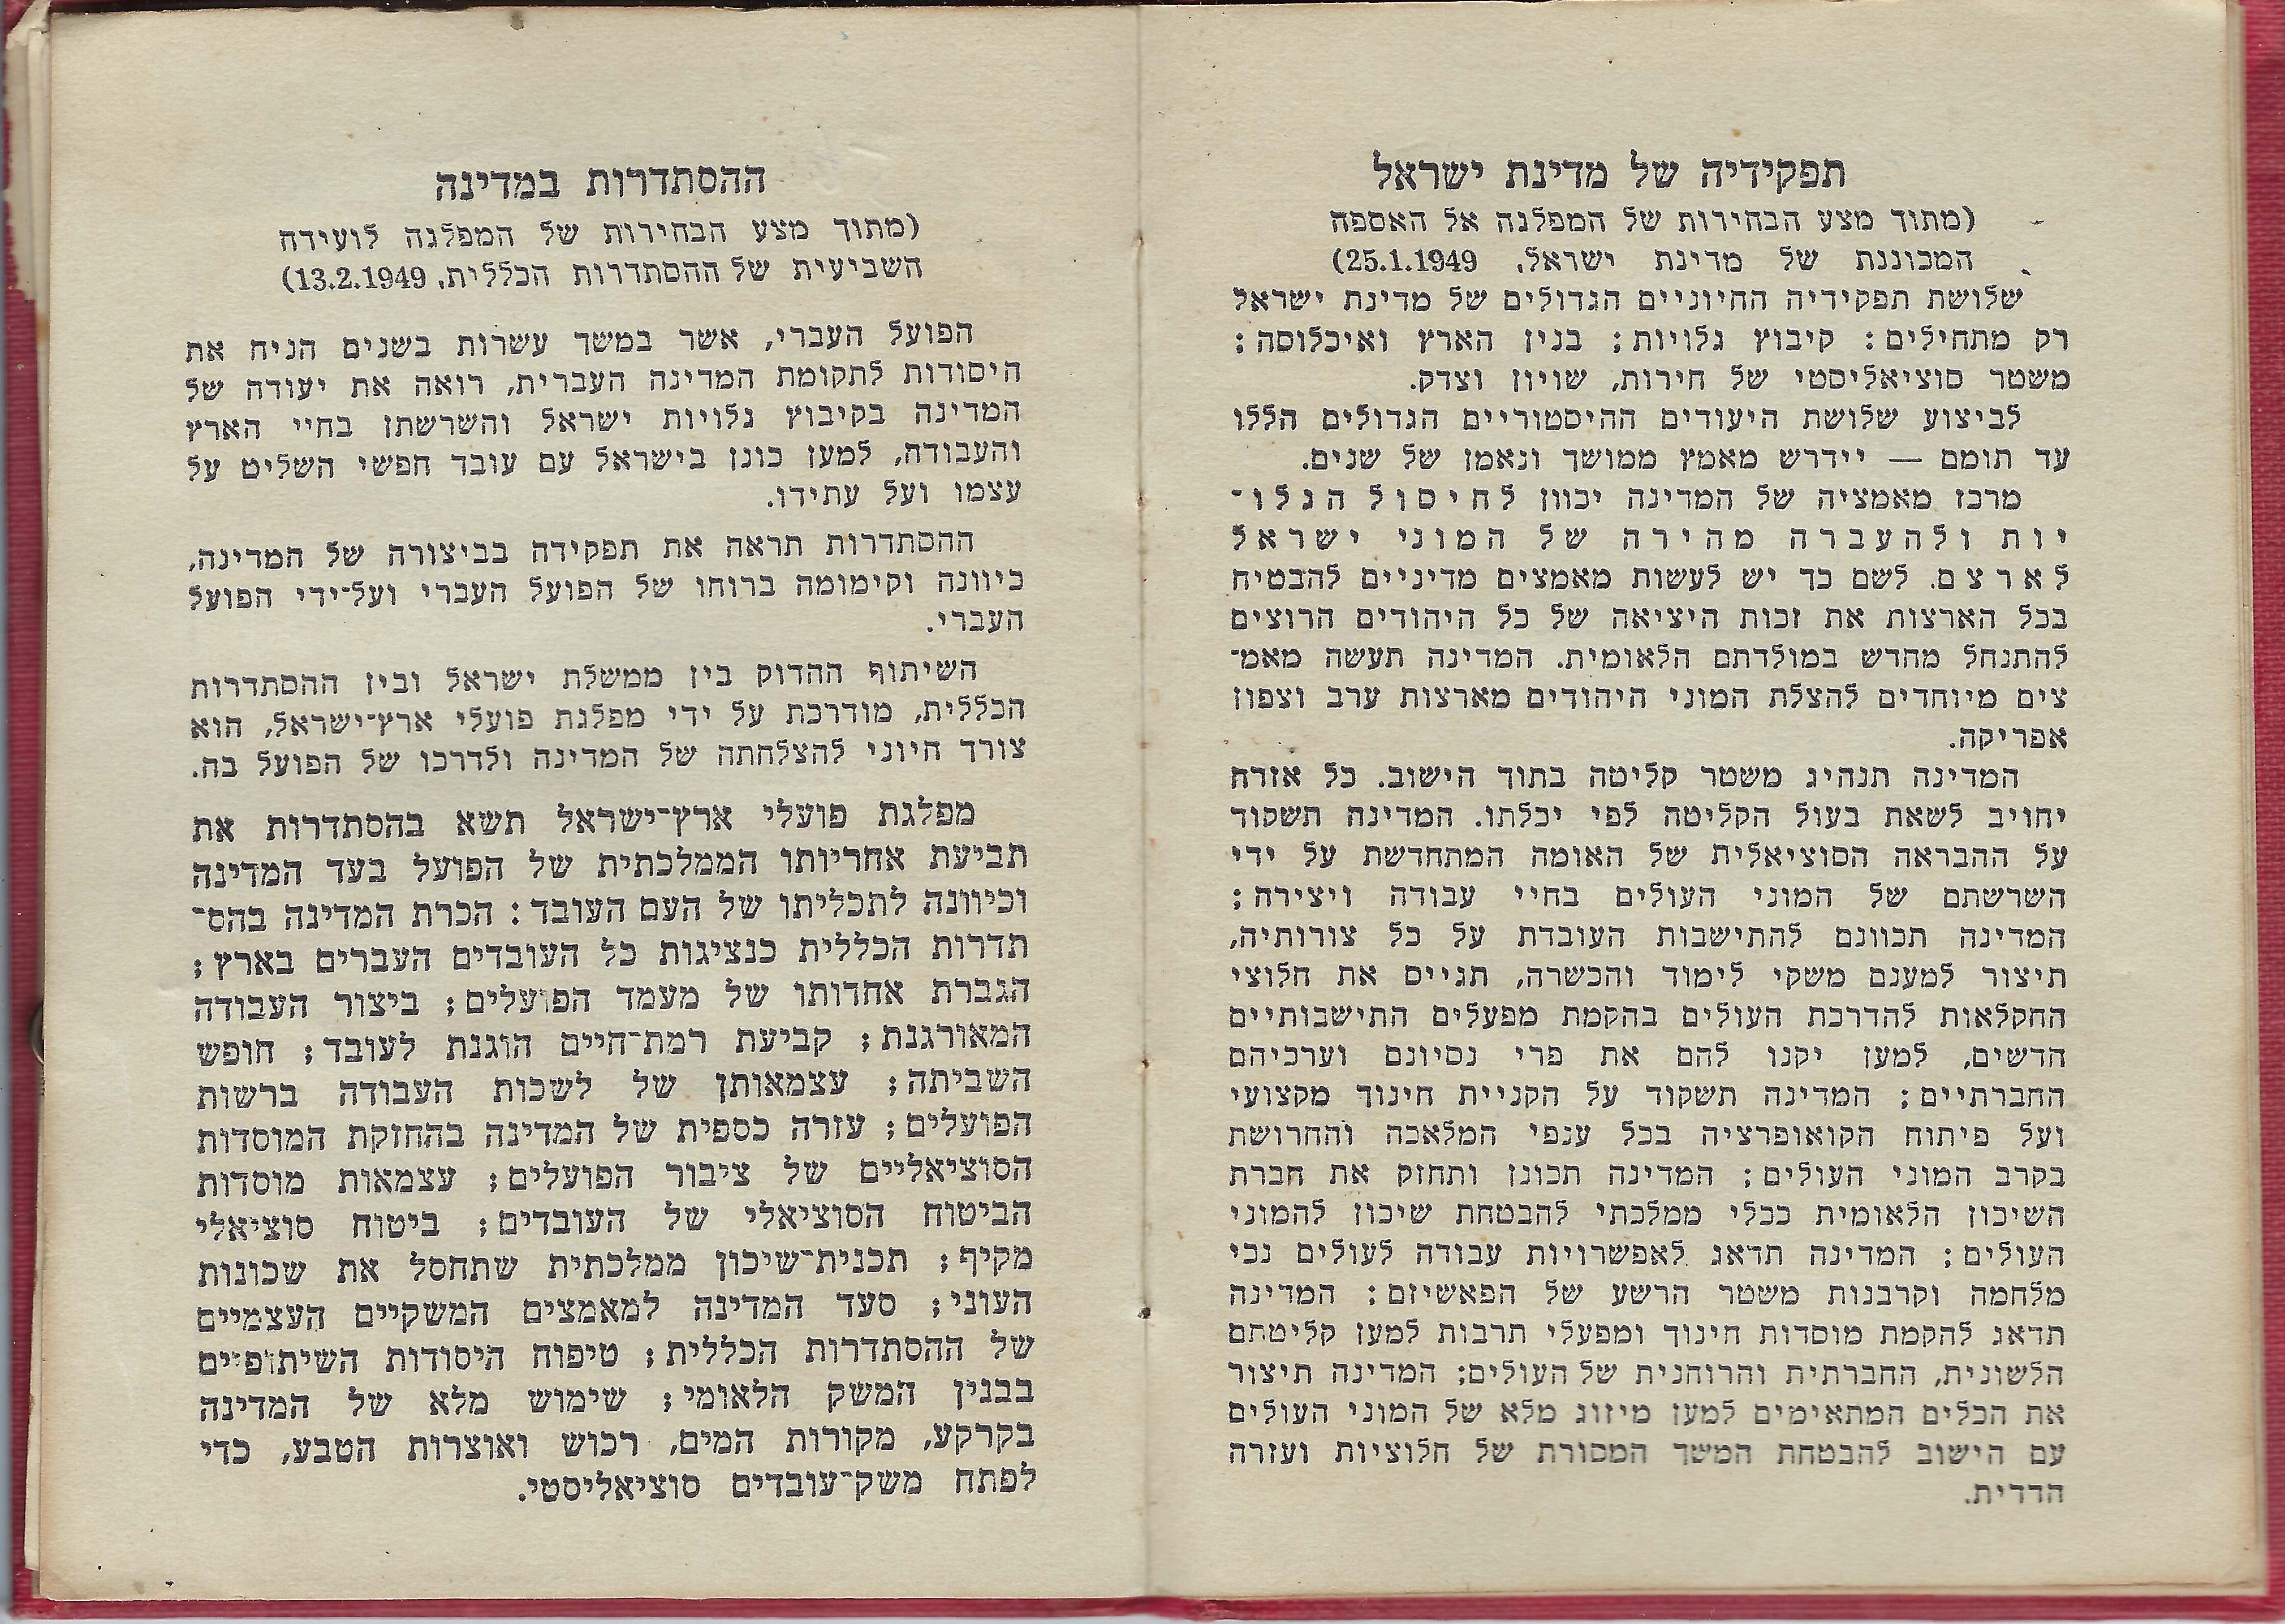 תפקידיה של מדינת ישראל
(מתוך מצע הבחירות של המפלגה אל האספה
המכוננת של מדינת ישראל, 25.1.1949)
שלושת תפקידיה החיוניים הגדולים של מדינת ישראל
רק מתחילים: קיבוץ גלויות; בנין הארץ ואיכלוסה;
משטר סוציאליסטי של חירות, שויון וצדק.
לביצוע שלושת היעודים ההיסטוריים הגדולים הללו
עד תומם — יידרש מאמץ ממושך ונאמן של שנים.
מרכז מאמציה של המדינה יכוון לחיסול הגלו־
יות ולהעברה מהירה של המוני ישראל
לארצם. לשם כך יש לעשות מאמצים מדיניים להבטיח
בכל הארצות את זכות היציאה של כל היהודים הרוצים
להתנחל מחדש במולדתם הלאומית. המדינה תעשה מאמ־
צים מיוחדים להצלת המוני היהודים מארצות ערב וצפון
אפריקה.
המדינה תנהיג משטר קליטה בתוך הישוב. כל אזרח
יחויב לשאת בעול הקליטה לפי יכלתו. המדינה תשקוד
על ההבראה הסוציאלית של האומה המתחדשת על ידי
השרשתם של המוני העולים בחיי עבודה ויצירה;
המדינה תכוונם להתישבות העובדת על כל צורותיה,
תיצור למענם משקי לימוד והכשרה, תגייס את חלוצי
החקלאות להדרכת העולים בהקמת מפעלים התישבותיים
חדשים, למען יקנו להם את פרי נסיונם וערכיהם
החברתיים; המדינה תשקוד על הקניית חינוך מקצועי
ועל פיתוח הקואופרציה בכל ענפי המלאכה והחרושת
בקרב המוני העולים; המדינה תכונן ותחזק את חברת
השיכון הלאומית ככלי ממלכתי להבטחת שיכון להמוני
העולים; המדינה תדאג לאפשרויות עבודה לעולים נכי
מלחמה וקרבנות משטר הרשע של הפאשיזם; המדינה
תדאג להקמת מוסדות חינוך ומפעלי תרבות למען קליטתם
הלשונית, החברתית והרוחנית של העולים; המדינה תיצור
את הכלים המתאימים למען מיזוג מלא של המוני העולים
עם הישוב להבטחת המשך המסורת של חלוציות ועזרה
הדדית.
ההסתדרות במדינה
(מתוך מצע הבחירות של המפלגה לועידה
השביעית של ההסתדרות הכללית, 13.2.1949)
הפועל העברי, אשר במשך עשרות בשנים הניח את
היסודות לתקומת המדינה העברית, רואה את יעודה של
המדינה בקיבוץ גלויות ישראל והשרשתן בחיי הארץ
והעבודה, למען כונן בישראל עם עובד חפשי השליט על
עצמו ועל עתידו.
ההסתדרות תראה את תפקידה בביצורה של המדינה,
כיוונה וקימומה ברוחו של הפועל העברי ועל־ידי הפועל
העברי.
השיתוף ההדוק בין ממשלת ישראל ובין ההסתדרות
הכללית, מודרכת על ידי מפלגת פועלי ארץ־ישראל, הוא
צורך חיוני להצלחתה של המדינה ולדרכו של הפועל בה.
מפלגת פועלי ארץ־ישראל תשא בהסתדרות את
תביעת אחריותו הממלכתית של הפועל בעד המדינה
וכיוונה לתכליתו של העם העובד: הכרת המדינה בהס־
תדרות הכללית כנציגות כל העובדים העברים בארץ;
הגברת אחדותו של מעמד הפועלים; ביצור העבודה
המאורגנת; קביעת רמת־חיים הוגנת לעובד; חופש
השביתה; עצמאותן של לשכות העבודה ברשות
הפועלים; עזרה כספית של המדינה בהחזקת המוסדות
הסוציאליים של ציבור הפועלים; עצמאות מוסדות
הביטוח הסוציאלי של העובדים; ביטוח סוציאלי
מקיף; תכנית־שיכון ממלכתית שתחסל את שכונות
העוני; סעד המדינה למאמצים המשקיים העצמיים
של ההסתדרות הכללית; טיפוח היסודות השיתופיים
בבנין המשק הלאומי; שימוש מלא של המדינה
בקרקע, מקורות המים, רכוש ואוצרות הטבע, כדי
לפתח משק־עובדים סוציאליסטי.